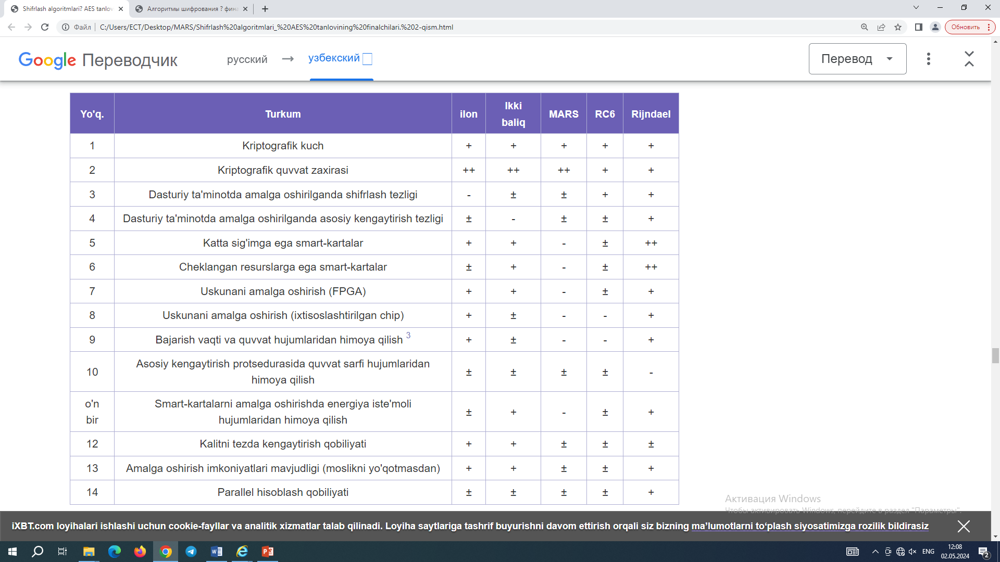 Shifrlash algoritmlari? AES tanlov
Алгоритмы шифрования ? фина
Файл C:/Users/ECT/Desktop/MARS/Shifrlash%20algoritmlari_%20AES%20tanlovining%20finalchilari.%202-qism.html
Обновить
Google Переводчик русский → узбекский
Перевод
Yo'q. Turkum ilon Ikki baliq MARS RC6 Rijndael
1 Kriptografik kuch + + + + +
2 Kriptografik quvvat zaxirasi ++ ++ ++ + +
3 Dasturiy ta'minotda amalga oshirilganda shifrlash tezligi - ± ± + +
4 Dasturiy ta'minotda amalga oshirilganda asosiy kengaytirish tezligi ± - ± ± +
5 Katta sig'imga ega smart-kartalar + + - ± ++
6 Cheklangan resurslarga ega smart-kartalar ± + - ± ++
7 Uskunani amalga oshirish (FPGA) + + - ± +
8 Uskunani amalga oshirish (ixtisoslashtirilgan chip) + ± - - +
9 Bajarish vaqti va quvvat hujumlaridan himoya qilish 3 + ± - - +
10 Asosiy kengaytirish protsedurasida quvvat sarfi hujumlaridan
himoya qilish ± ± ± ± -
o'n bir Smart-kartalarni amalga oshirishda energiya iste'moli
hujumlaridan himoya qilish ± + - ± +
12 Kalitni tezda kengaytirish qobiliyati + + ± ± ±
13 Amalga oshirish imkoniyatlari mavjudligi (moslikni yo'qotmasdan) + + ± ± +
14 Parallel hisoblash qobiliyati ± ± ± ± +
Активация Windows
Чтобы активировать Windows, перейдите в раздел "Параметры".
iXBT.com loyihalari ishlashi uchun cookie-fayllar va analitik xizmatlar talab qilinadi. Loyiha saytlariga tashrif buyurishni davom ettirish orqali siz bizning ma’lumotlarni to‘plash siyosatimizga rozilik bildirasiz
ENG
12:08
02.05.2024
2